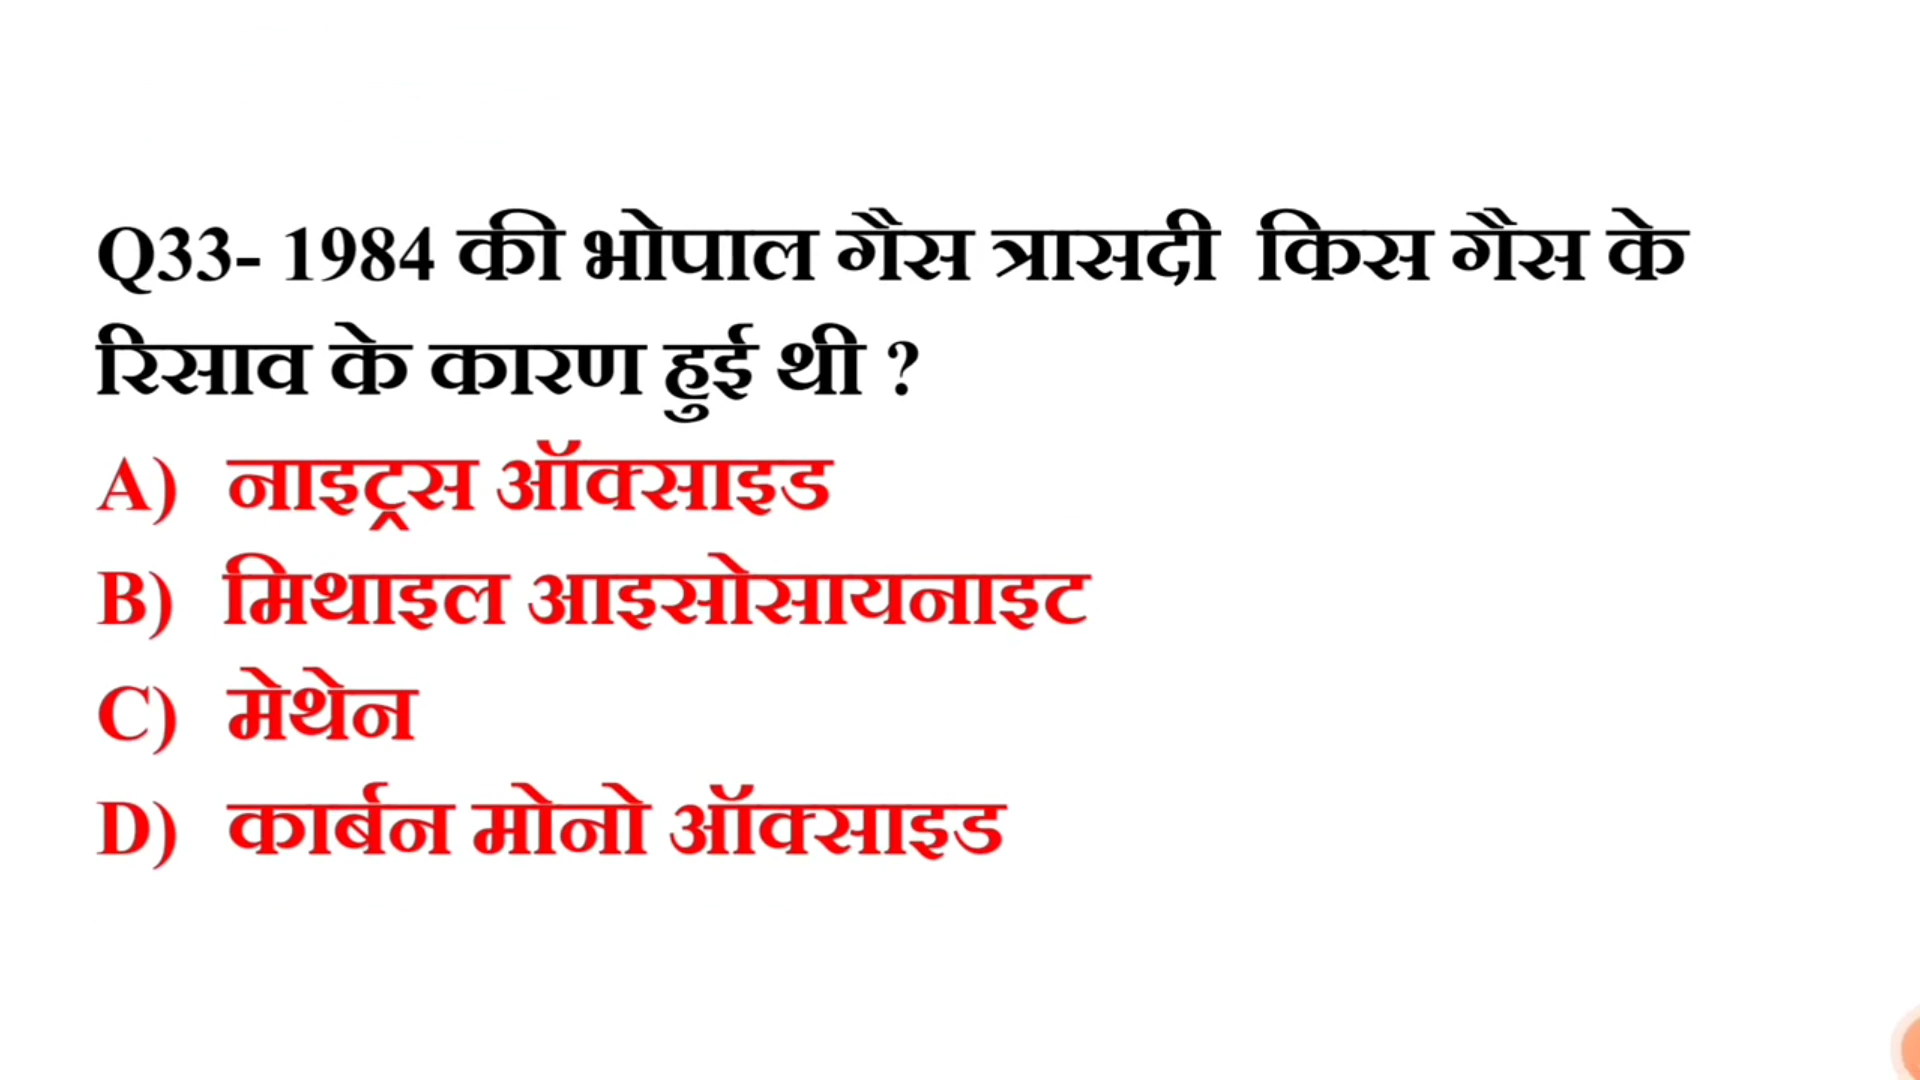 Q33- 1984 की भोपाल गैस त्रासदी किस गैस के
रिसाव के कारण हुई थी ?
A) नाइट्रस ऑक्साइड
B) मिथाइल आइसोसायनाइट
C) मेथेन
D) कार्बन मोनो ऑक्साइड